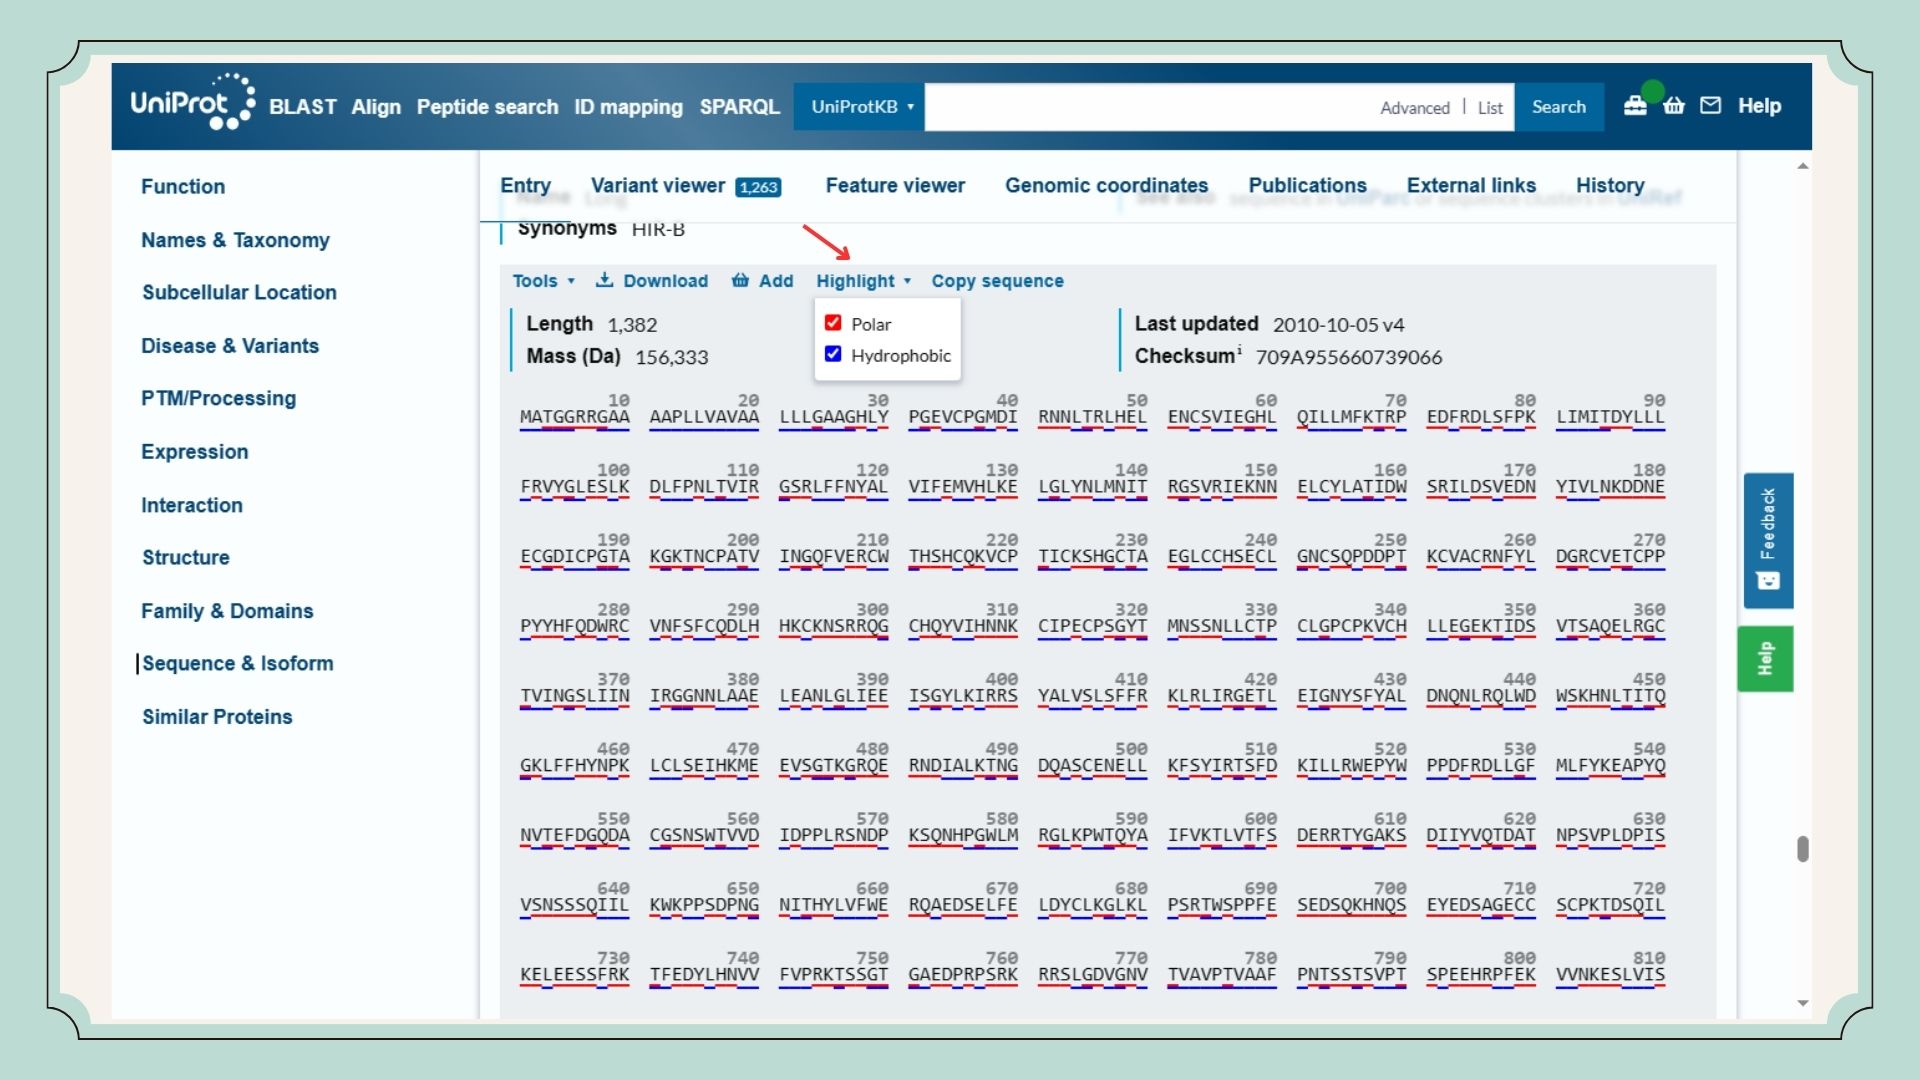 UniProt BLAST Align Peptide search ID mapping SPARQL UniProtKB Advanced | List Search Help
Function
Names & Taxonomy
Subcellular Location
Disease & Variants
PTM/Processing
Expression
Interaction
Structure
Family & Domains
Sequence & Isoform
Similar Proteins
Entry Variant viewer 1,263 Feature viewer Genomic coordinates Publications External links History
Name Long See also sequence in UniParc or sequence clusters in UniRef
Synonyms HIR-B
Tools Download Add Highlight Copy sequence
Polar
Hydrophobic
Length 1,382
Mass (Da) 156,333
Last updated 2010-10-05 v4
Checksum i 709A955660739066
10 20 30 40 50 60 70 80 90
MATGGRRGAA AAPLLVAVAA LLLGAAGHLY PGEVCPGMDI RNNLTRLHEL ENCSVIEGHL QILLMFKTRP EDFRDLSFPK LIMITDYLLL
100 110 120 130 140 150 160 170 180
FRVYGLESLK DLFPNLTVIR GSRLFFNYAL VIFEMVHLKE LGLYNLMNIT RGSVRIEKNN ELCYLATIDW SRILDSVEDN YIVLNKDDNE
190 200 210 220 230 240 250 260 270
ECGDICPGTA KGKTNCPATV INGQFVERCW THSHCQKVCP TICKSHGCTA EGLCCHSECL GNCSQPDDPT KCVACRNFYL DGRCVETCPP
280 290 300 310 320 330 340 350 360
PYYHFQDWRC VNFSFCQDLH HKCKNSRRQG CHQYVIHNNK CIPECPSGYT MNSSNLLCTP CLGPCPKVCH LLEGEKTIDS VTSAQELRGC
370 380 390 400 410 420 430 440 450
TVINGSLIIN IRGGNNLAAE LEANLGLIEE ISGYLKIRRS YALVSLSFFR KLRLIRGETL EIGNYSFYAL DNQNLRQLWD WSKHNLTITQ
460 470 480 490 500 510 520 530 540
GKLFFHYNPK LCLSEIHKME EVSGTKGRQE RNDIALKTNG DQASCENELL KFSYIRTSFD KILLRWEPYW PPDFRDLLGF MLFYKEAPYQ
550 560 570 580 590 600 610 620 630
NVTEFDGQDA CGSNSWTVVD IDPPLRSNDP KSQNHPGWLM RGLKPWTQYA IFVKTLVTFS DERRTYGAKS DIIYVQTDAT NPSVPLDPIS
640 650 660 670 680 690 700 710 720
VSNSSSQIIL KWKPPSDPNG NITHYLVFWE RQAEDSELFE LDYCLKGLKL PSRTWSPPFE SEDSQKHNQS EYEDSAGECC SCPKTDSQIL
730 740 750 760 770 780 790 800 810
KELEESSFRK TFEDYLHNVV FVPRKTSSGT GAEDPRPSRK RRSLGDVGNV TVAVPTVAAF PNTSSTSVPT SPEEHRPFEK VVNKESLVIS
Feedback
Help